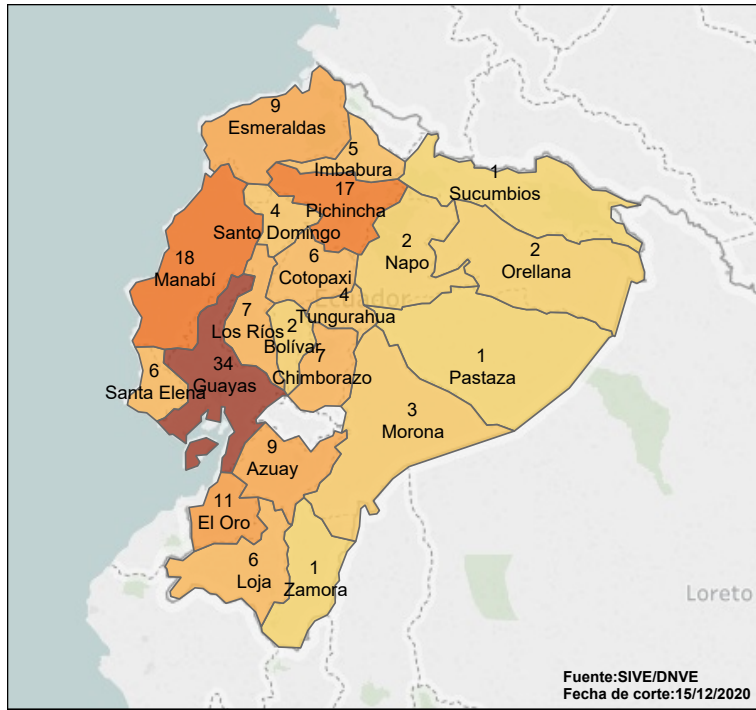 9
Esmeraldas
5
Imbabura
1
Sucumbios
17
Pichincha
4
Santo Domingo
2
Napo
2
Orellana
18
Manabí
6
Cotopaxi
Ecuador
4
Tungurahua
7
Los Ríos
2
Bolívar
7
Chimborazo
1
Pastaza
6
Santa Elena
34
Guayas
3
Morona
9
Azuay
11
El Oro
6
Loja
1
Zamora
Loreto
Fuente:SIVE/DNVE
Fecha de corte:15/12/2020